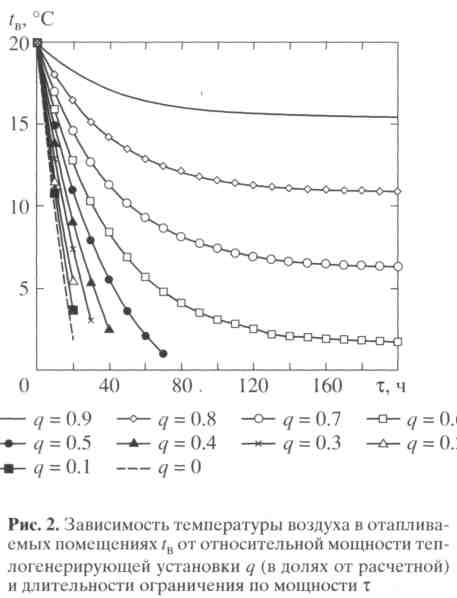 tв, °C
20
15
10
5
0 40 80 120 160 τ, ч
q = 0.9 q = 0.8 q = 0.7
q = 0.5 q = 0.4 q = 0.3
q = 0.1 q = 0
Рис. 2. Зависимость температуры воздуха в отаплива-
емых помещениях tв от относительной мощности теп-
логенерирующей установки q (в долях от расчетной)
и длительности ограничения по мощности τ